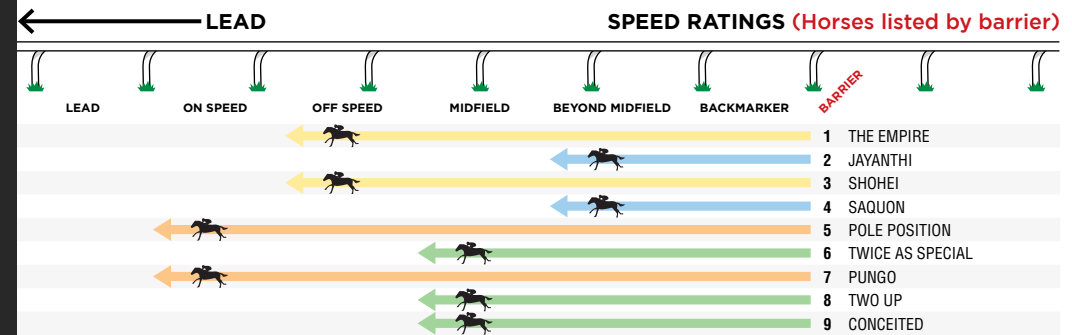 LEAD SPEED RATINGS (Horses listed by barrier)
LEAD ON SPEED OFF SPEED MIDFIELD BEYOND MIDFIELD BACKMARKER BARRIER
1 THE EMPIRE
2 JAYANTHI
3 SHOHEI
4 SAQUON
5 POLE POSITION
6 TWICE AS SPECIAL
7 PUNGO
8 TWO UP
9 CONCEITED